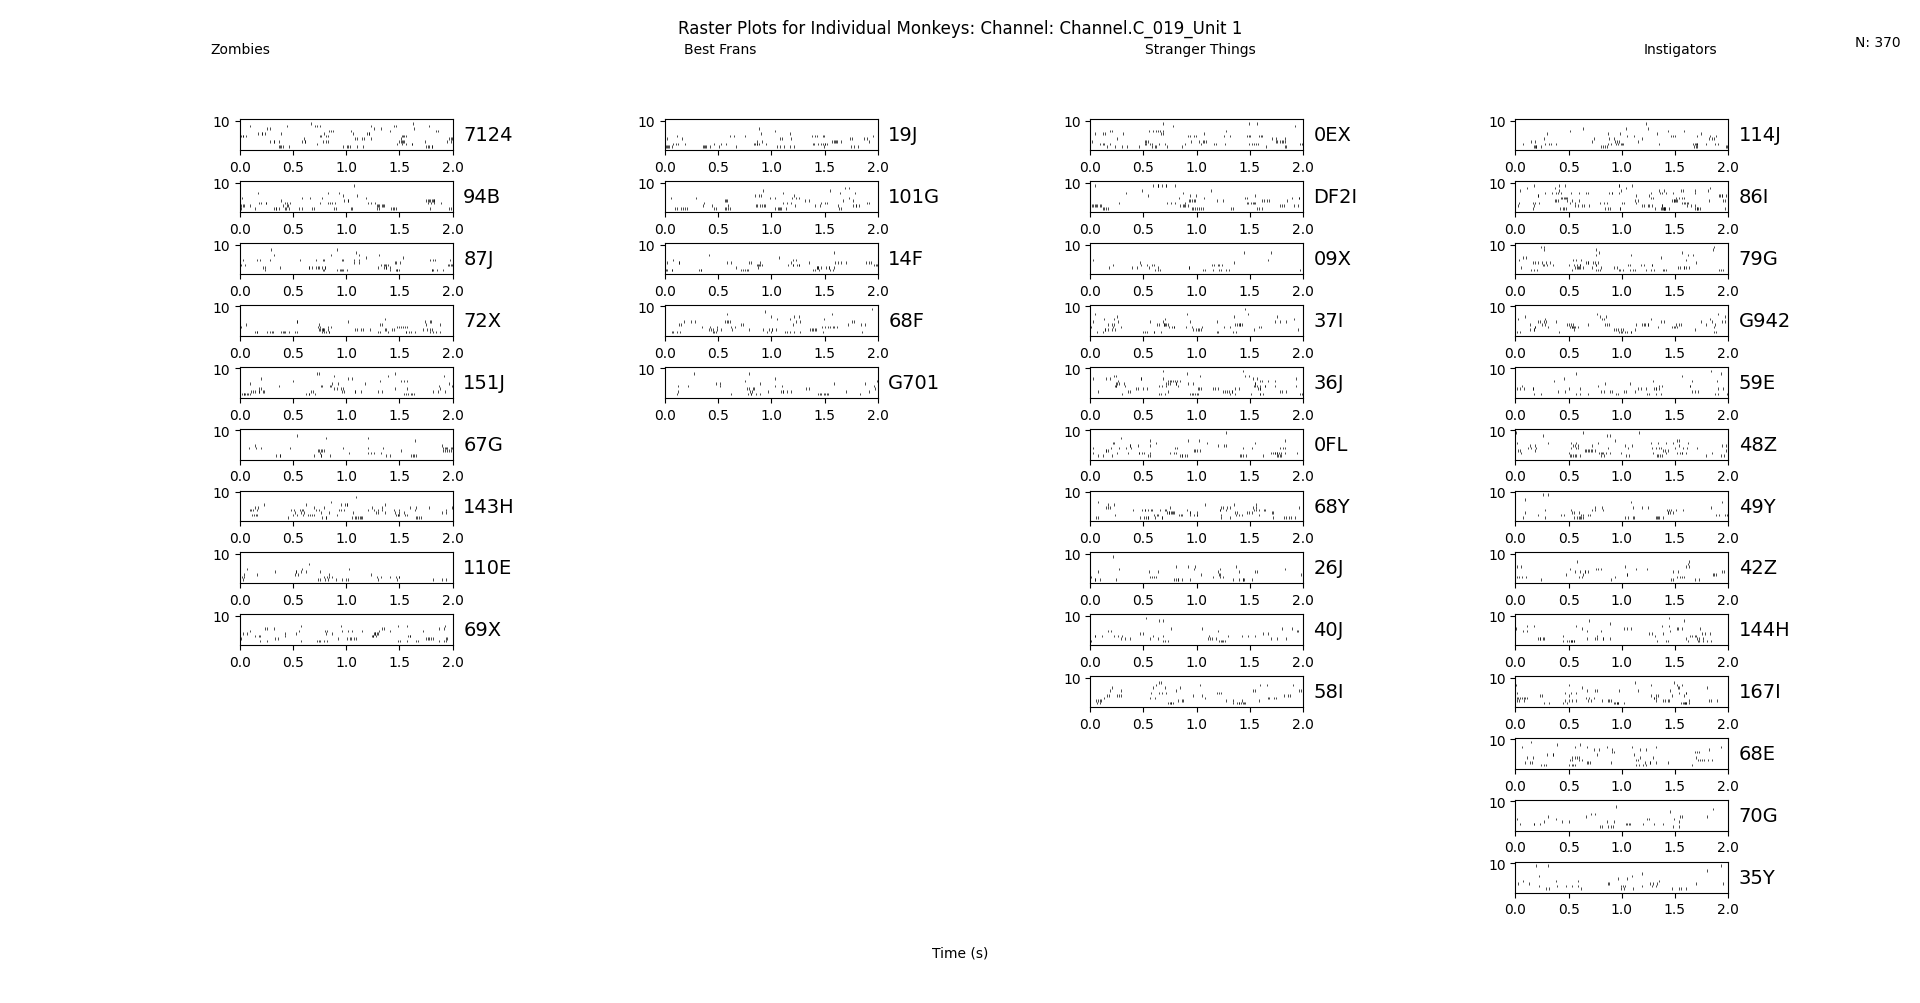 Raster Plots for Individual Monkeys: Channel: Channel.C_019_Unit 1
Zombies Best Frans Stranger Things Instigators N: 370
10 7124 10 19J 10 0EX 10 114J
0.0 0.5 1.0 1.5 2.0 0.0 0.5 1.0 1.5 2.0 0.0 0.5 1.0 1.5 2.0 0.0 0.5 1.0 1.5 2.0
10 94B 10 101G 10 DF2I 10 86I
0.0 0.5 1.0 1.5 2.0 0.0 0.5 1.0 1.5 2.0 0.0 0.5 1.0 1.5 2.0 0.0 0.5 1.0 1.5 2.0
10 87J 10 14F 10 09X 10 79G
0.0 0.5 1.0 1.5 2.0 0.0 0.5 1.0 1.5 2.0 0.0 0.5 1.0 1.5 2.0 0.0 0.5 1.0 1.5 2.0
10 72X 10 68F 10 37I 10 G942
0.0 0.5 1.0 1.5 2.0 0.0 0.5 1.0 1.5 2.0 0.0 0.5 1.0 1.5 2.0 0.0 0.5 1.0 1.5 2.0
10 151J 10 G701 10 36J 10 59E
0.0 0.5 1.0 1.5 2.0 0.0 0.5 1.0 1.5 2.0 0.0 0.5 1.0 1.5 2.0 0.0 0.5 1.0 1.5 2.0
10 67G 10 0FL 10 48Z
0.0 0.5 1.0 1.5 2.0 0.0 0.5 1.0 1.5 2.0 0.0 0.5 1.0 1.5 2.0
10 143H 10 68Y 10 49Y
0.0 0.5 1.0 1.5 2.0 0.0 0.5 1.0 1.5 2.0 0.0 0.5 1.0 1.5 2.0
10 110E 10 26J 10 42Z
0.0 0.5 1.0 1.5 2.0 0.0 0.5 1.0 1.5 2.0 0.0 0.5 1.0 1.5 2.0
10 69X 10 40J 10 144H
0.0 0.5 1.0 1.5 2.0 0.0 0.5 1.0 1.5 2.0 0.0 0.5 1.0 1.5 2.0
10 58I 10 167I
0.0 0.5 1.0 1.5 2.0 0.0 0.5 1.0 1.5 2.0
10 68E
0.0 0.5 1.0 1.5 2.0
10 70G
0.0 0.5 1.0 1.5 2.0
10 35Y
0.0 0.5 1.0 1.5 2.0
Time (s)